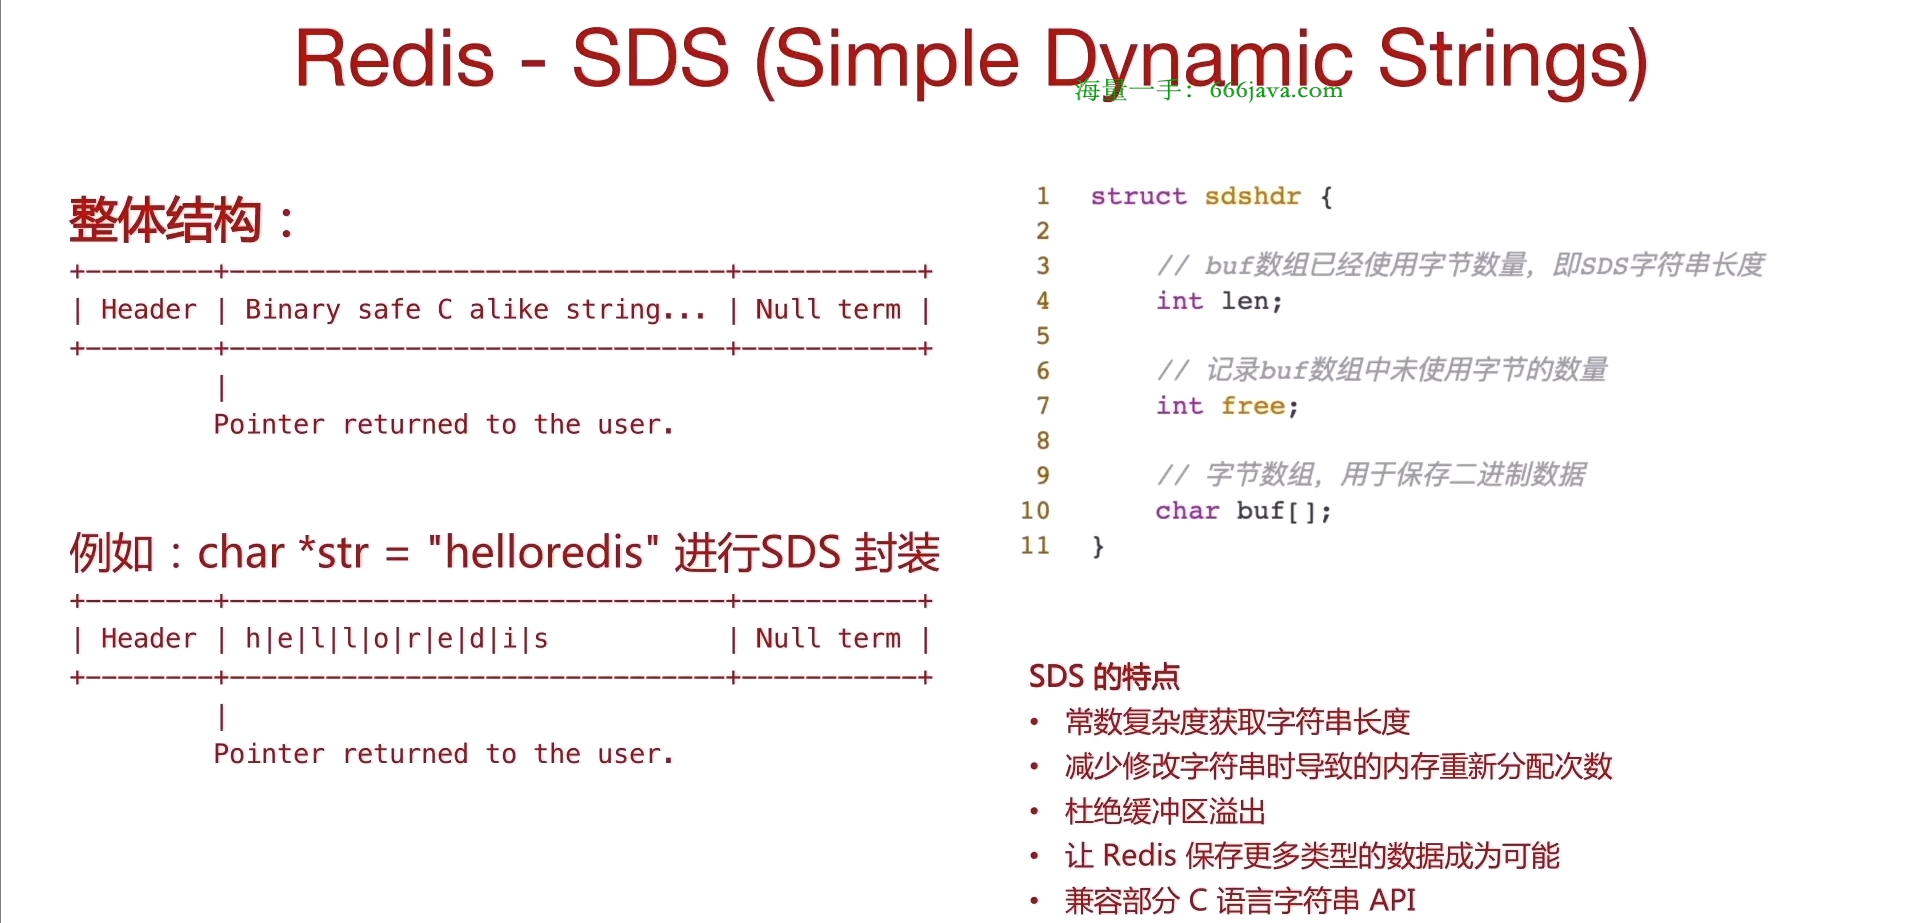 Redis - SDS (Simple Dynamic Strings)
海量一手：666java.com
整体结构：
+--------+-------------------------------+-----------+
| Header | Binary safe C alike string... | Null term |
+--------+-------------------------------+-----------+
|
Pointer returned to the user.
例如：char *str = "helloredis" 进行SDS 封装
+--------+-------------------------------+-----------+
| Header | h|e|l|l|o|r|e|d|i|s | Null term |
+--------+-------------------------------+-----------+
|
Pointer returned to the user.
1 struct sdshdr {
2
3 // buf数组已经使用字节数量，即SDS字符串长度
4 int len;
5
6 // 记录buf数组中未使用字节的数量
7 int free;
8
9 // 字节数组，用于保存二进制数据
10 char buf[];
11 }
SDS 的特点
• 常数复杂度获取字符串长度
• 减少修改字符串时导致的内存重新分配次数
• 杜绝缓冲区溢出
• 让 Redis 保存更多类型的数据成为可能
• 兼容部分 C 语言字符串 API